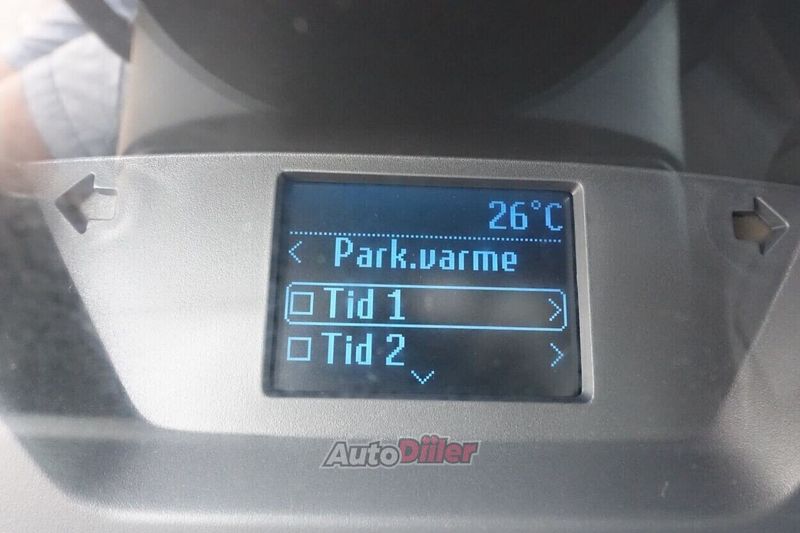 26°C
< Park.varme
Tid 1 >
Tid 2 >
AutoDiiler